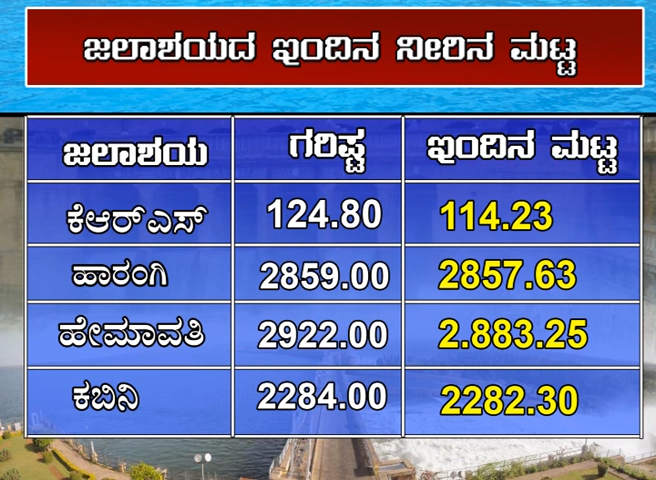 ಜಲಾಶಯದ ಇಂದಿನ ನೀರಿನ ಮಟ್ಟ
ಜಲಾಶಯ ಗರಿಷ್ಟ ಇಂದಿನ ಮಟ್ಟ
ಕೆಆರ್‌ಎಸ್ 124.80 114.23
ಹಾರಂಗಿ 2859.00 2857.63
ಹೇಮಾವತಿ 2922.00 2.883.25
ಕಬಿನಿ 2284.00 2282.30